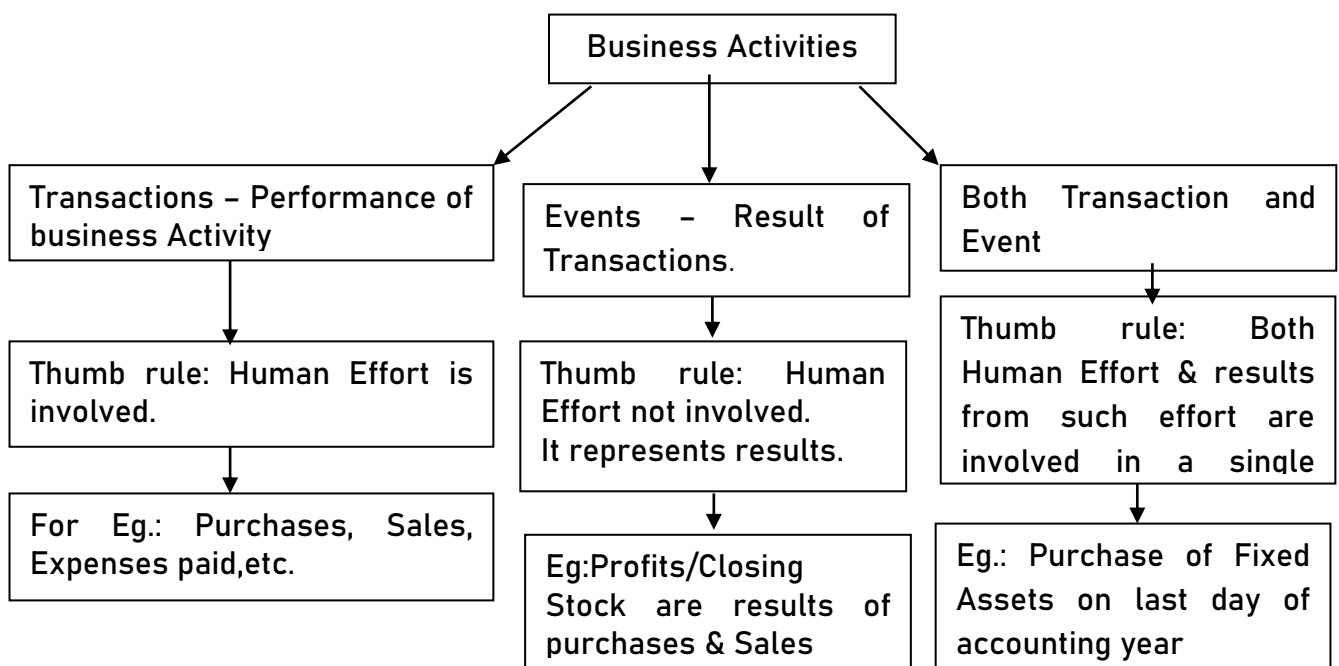 Business Activities
Transactions – Performance of
business Activity
Thumb rule: Human Effort is
involved.
For Eg.: Purchases, Sales,
Expenses paid,etc.
Events – Result of
Transactions.
Thumb rule: Human
Effort not involved.
It represents results.
Eg:Profits/Closing
Stock are results of
purchases & Sales
Both Transaction and
Event
Thumb rule: Both
Human Effort & results
from such effort are
involved in a single
Eg.: Purchase of Fixed
Assets on last day of
accounting year